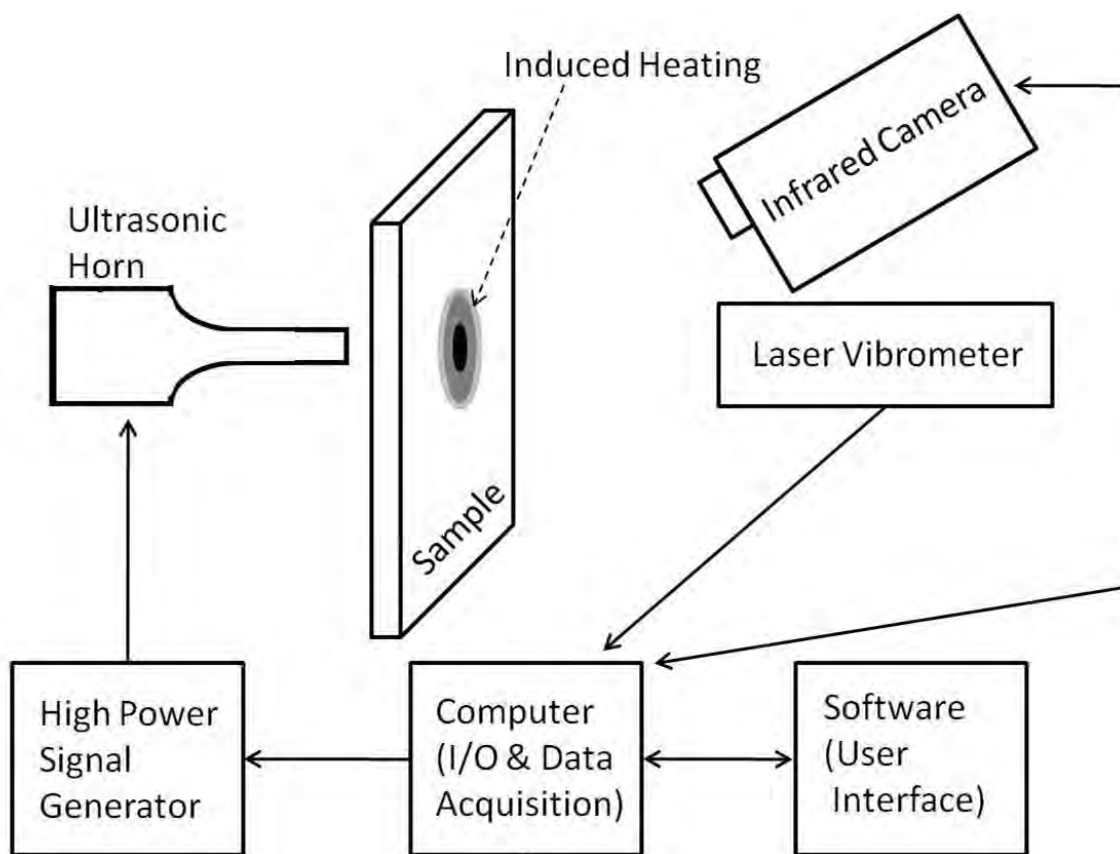 Induced Heating
Infrared Camera
Ultrasonic
Horn
Laser Vibrometer
Sample
High Power
Signal
Generator
Computer
(I/O & Data
Acquisition)
Software
(User
Interface)